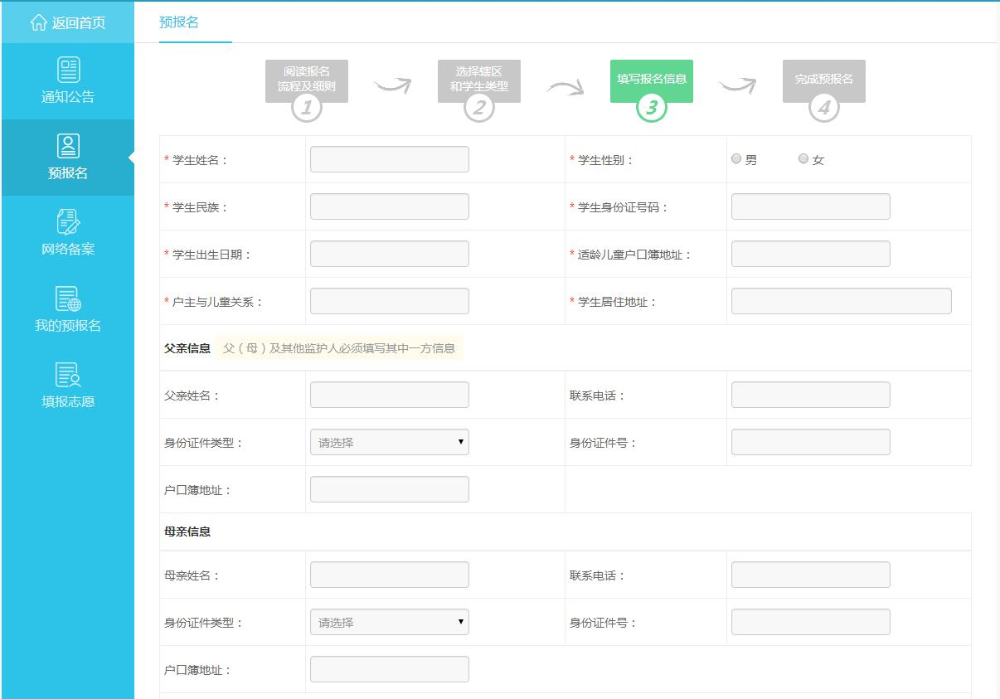 返回首页
通知公告
预报名
网络备案
我的预报名
填报志愿
预报名
阅读报名
流程及细则
1
选择辖区
和学生类型
2
填写报名信息
3
完成预报名
4
* 学生姓名：
* 学生性别：
男 女
* 学生民族：
* 学生身份证号码：
* 学生出生日期：
* 适龄儿童户口簿地址：
* 户主与儿童关系：
* 学生居住地址：
父亲信息 父（母）及其他监护人必须填写其中一方信息
父亲姓名：
联系电话：
身份证件类型： 请选择
身份证件号：
户口簿地址：
母亲信息
母亲姓名：
联系电话：
身份证件类型： 请选择
身份证件号：
户口簿地址：